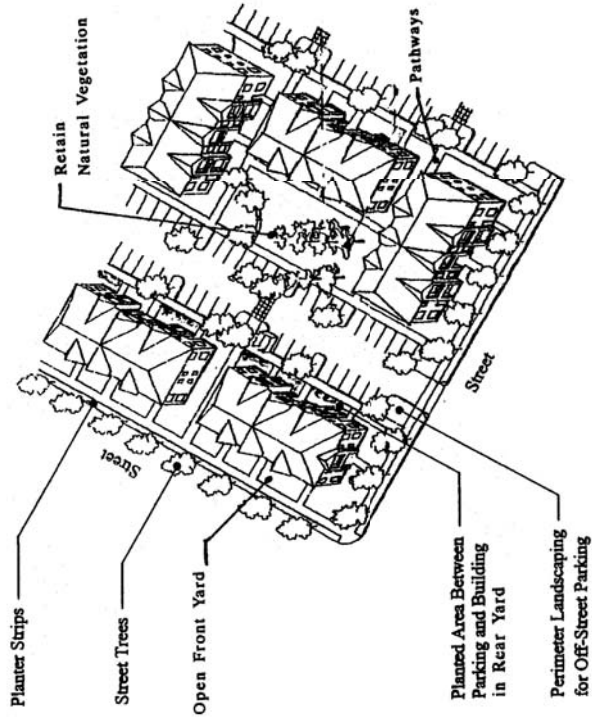 Planter Strips
Street Trees
Open Front Yard
Planted Area Between
Parking and Building
in Rear Yard
Perimeter Landscaping
for Off-Street Parking
Street
Street
Retain
Natural Vegetation
Pathways